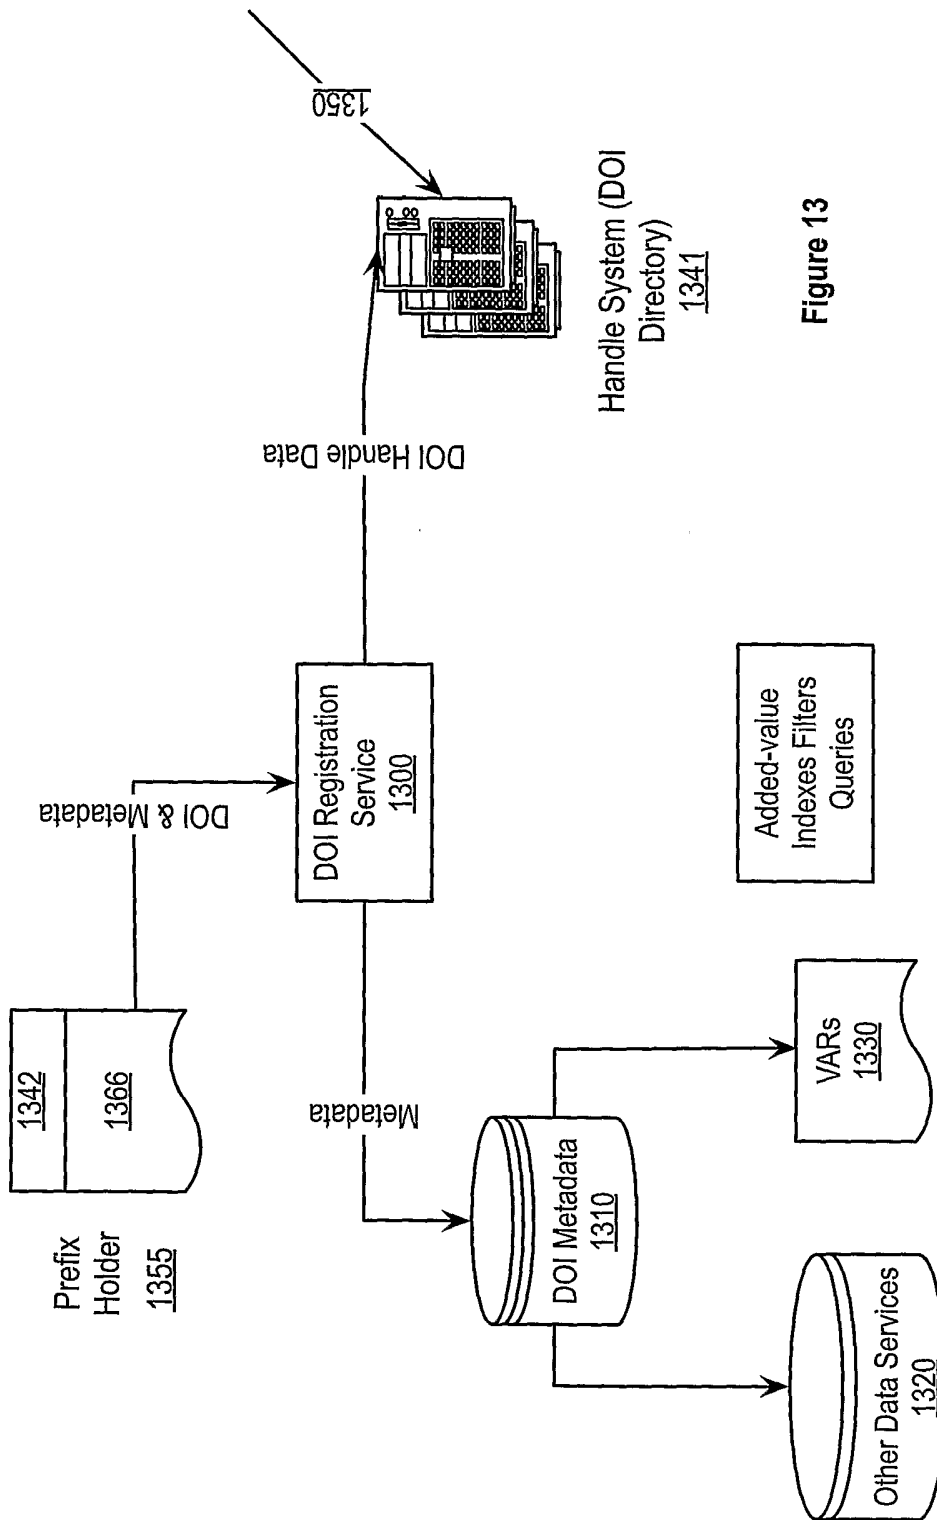 Prefix
Holder
1355
1342
1366
DOI & Metadata
1350
DOI Registration
Service
1300
Metadata
DOI Handle Data
Handle System (DOI
Directory)
1341
DOI Metadata
1310
Other Data Services
1320
VARs
1330
Added-value
Indexes Filters
Queries
Figure 13